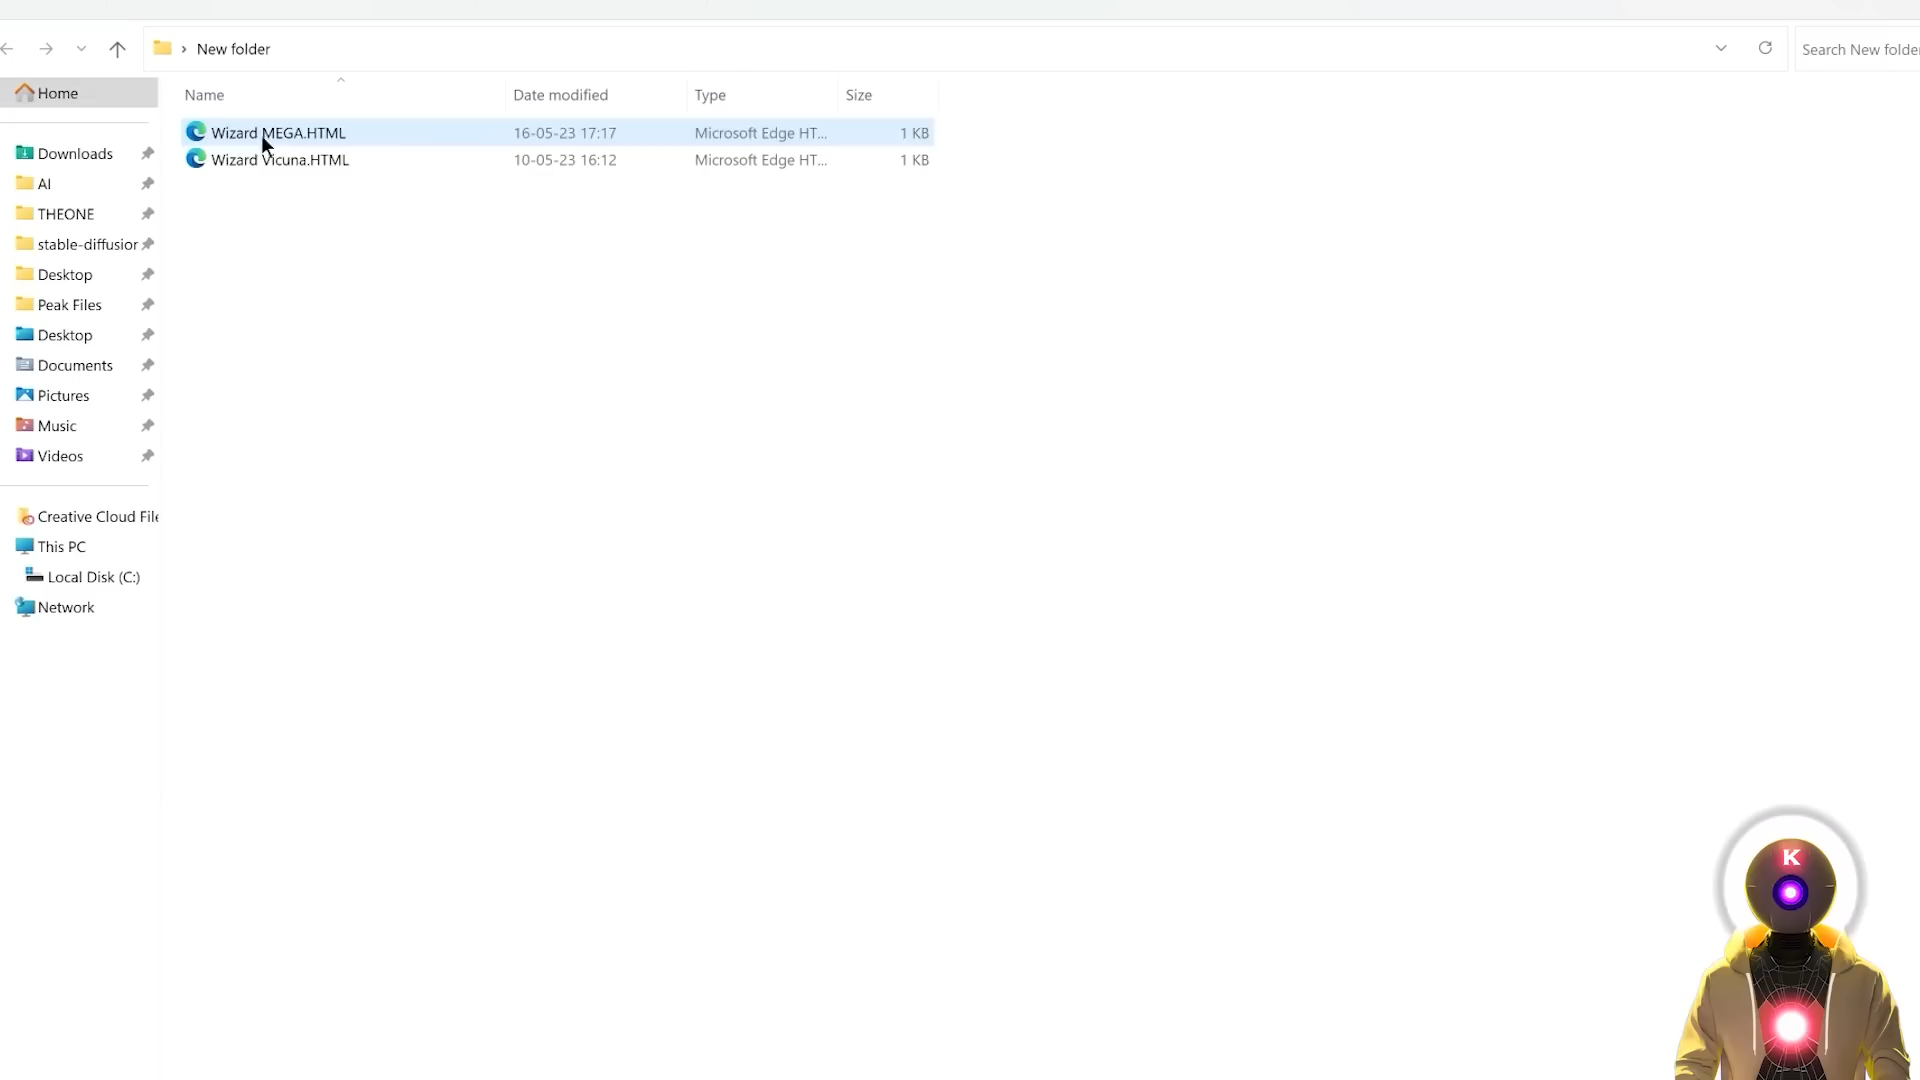 New folder
Search New folde
Home
Name Date modified Type Size
Wizard MEGA.HTML 16-05-23 17:17 Microsoft Edge HT... 1 KB
Wizard Vicuna.HTML 10-05-23 16:12 Microsoft Edge HT... 1 KB
Downloads
AI
THEONE
stable-diffusior
Desktop
Peak Files
Desktop
Documents
Pictures
Music
Videos
Creative Cloud File
This PC
Local Disk (C:)
Network
K